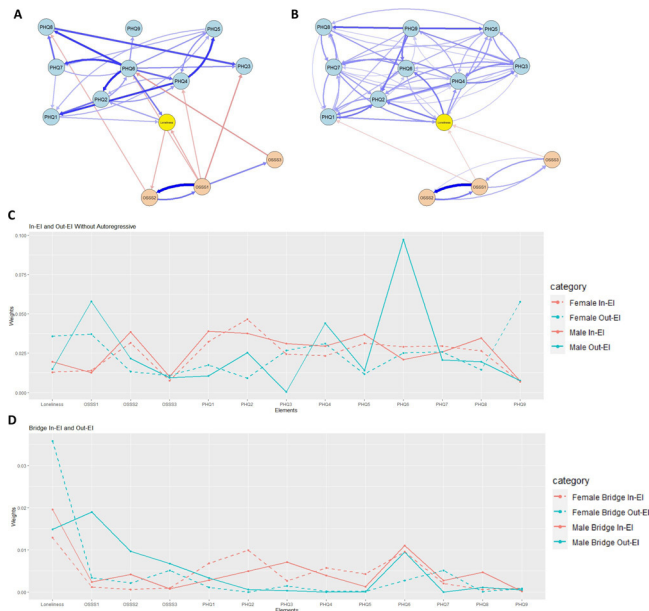 A
B
PHQ8
PHQ9
PHQ5
PHQ7
PHQ6
PHQ3
PHQ4
PHQ2
PHQ1
OSSS3
OSSS2
OSSS1
PHQ8
PHQ9
PHQ5
PHQ7
PHQ6
PHQ3
PHQ4
PHQ2
PHQ1
OSSS3
OSSS2
OSSS1
C
In-EI and Out-EI Without Autoregressive
0.100
0.075
0.050
0.025
0.000
Weights
Loneliness OSSS1 OSSS2 OSSS3 PHQ1 PHQ2 PHQ3 PHQ4 PHQ5 PHQ6 PHQ7 PHQ8 PHQ9
Elements
category
Female In-EI
Female Out-EI
Male In-EI
Male Out-EI
D
Bridge In-EI and Out-EI
0.03
0.02
0.01
0.00
Weights
Loneliness OSSS1 OSSS2 OSSS3 PHQ1 PHQ2 PHQ3 PHQ4 PHQ5 PHQ6 PHQ7 PHQ8 PHQ9
Elements
category
Female Bridge In-EI
Female Bridge Out-EI
Male Bridge In-EI
Male Bridge Out-EI